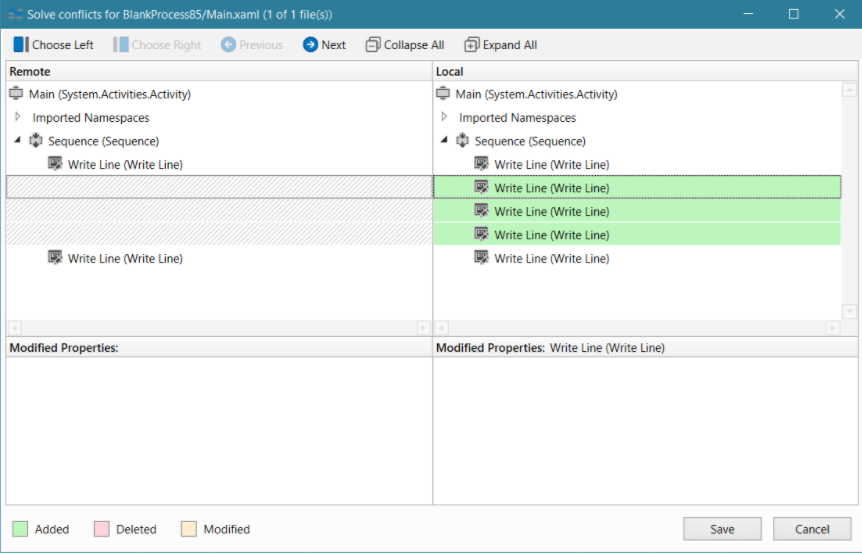 Solve conflicts for BlankProcess85/Main.xaml (1 of 1 file(s))
Choose Left Choose Right Previous Next Collapse All Expand All
Remote Local
Main (System.Activities.Activity) Main (System.Activities.Activity)
Imported Namespaces Imported Namespaces
Sequence (Sequence) Sequence (Sequence)
Write Line (Write Line) Write Line (Write Line)
Write Line (Write Line)
Write Line (Write Line)
Write Line (Write Line)
Write Line (Write Line) Write Line (Write Line)
Modified Properties: Modified Properties: Write Line (Write Line)
Added Deleted Modified Save Cancel